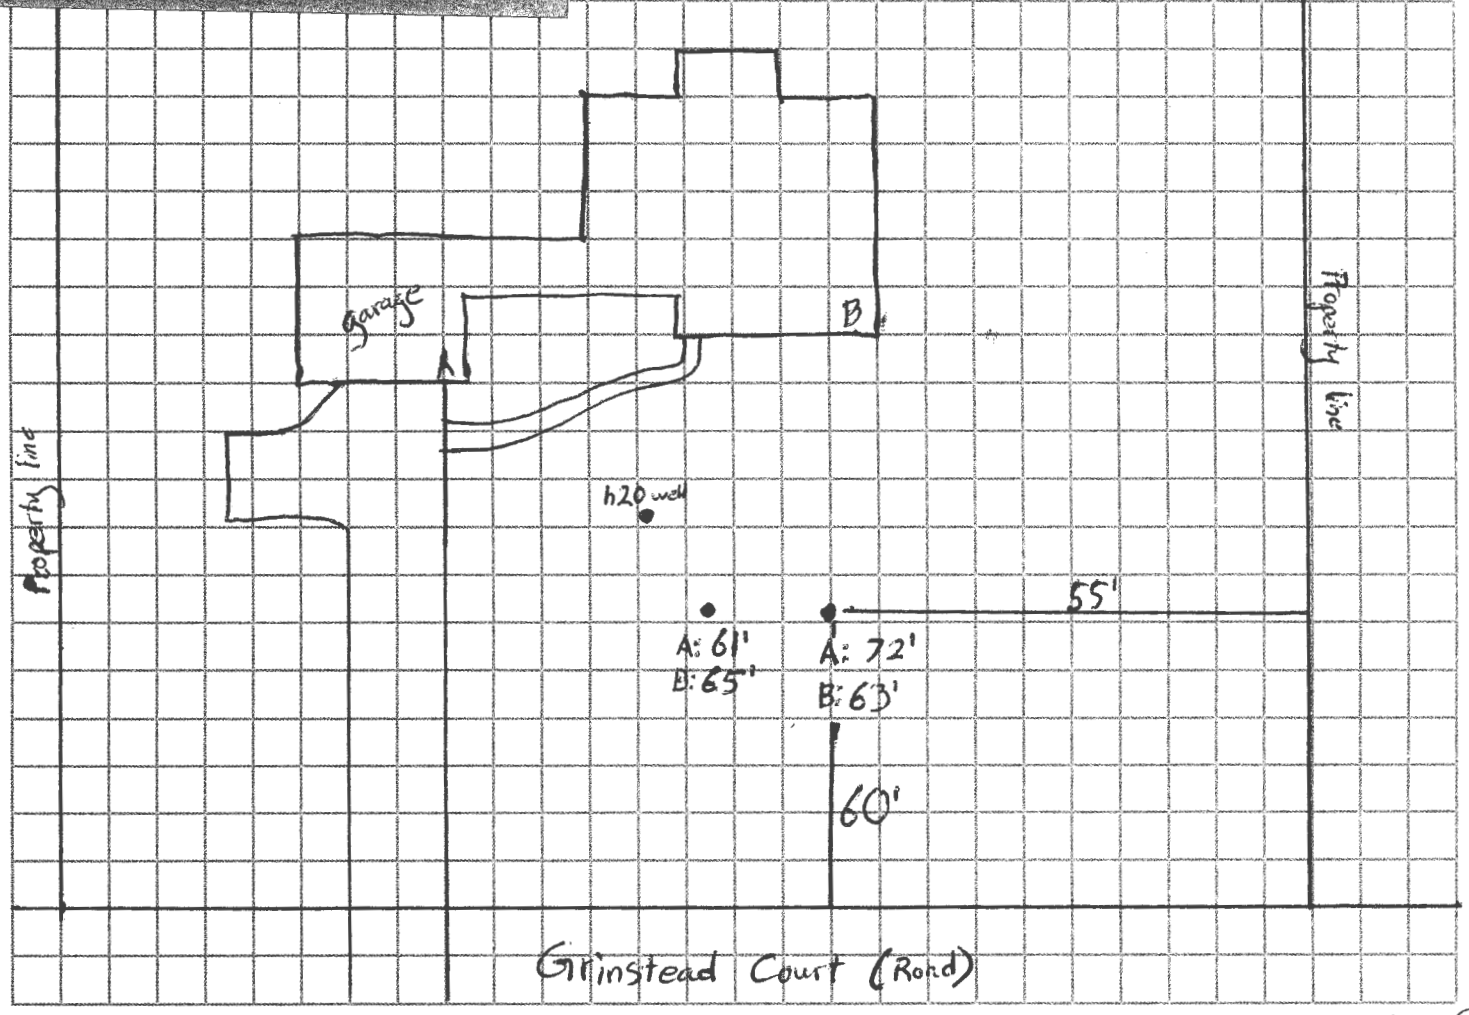 garage
A
B
Property line
Property line
h20 well
55'
A: 61'
B: 65'
A: 72'
B: 63'
60'
Grinstead Court (Road)